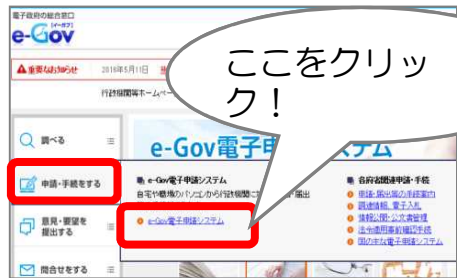 電子政府の総合窓口
[イーガブ]
e-Gov
重要なお知らせ 2016年5月11日
行政機関等ホームペー
ここをクリッ
ク！
調べる
e-Gov電子申
ステム
申請・手続をする
e-Gov電子申請システム
自宅や職場のパソコンから行政機関に
届出
e-Gov電子申請システム
各府省関連申請・手続
申請・届出等の手続案内
調達情報、電子入札
情報公開・公文書管理
法令適用事前確認手続
国の主な電子申請システム
意見・要望を
提出する
問合せをする